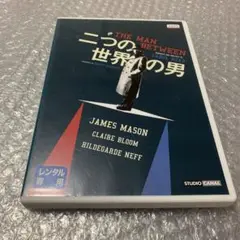 THE MAN
BETWEEN
二つの
世界の男
JAMES MASON
CLAIRE BLOOM
HILDEGARDE NEFF
レンタル
専用
STUDIO CANAL